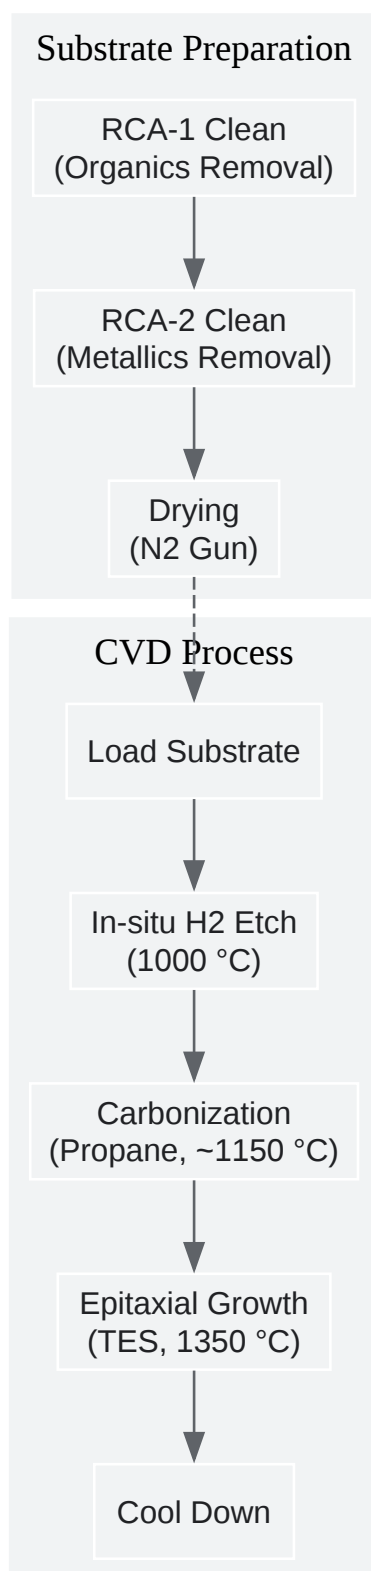 Substrate Preparation
RCA-1 Clean
(Organics Removal)
RCA-2 Clean
(Metallics Removal)
Drying
(N2 Gun)
CVD Process
Load Substrate
In-situ H2 Etch
(1000 °C)
Carbonization
(Propane, ~1150 °C)
Epitaxial Growth
(TES, 1350 °C)
Cool Down